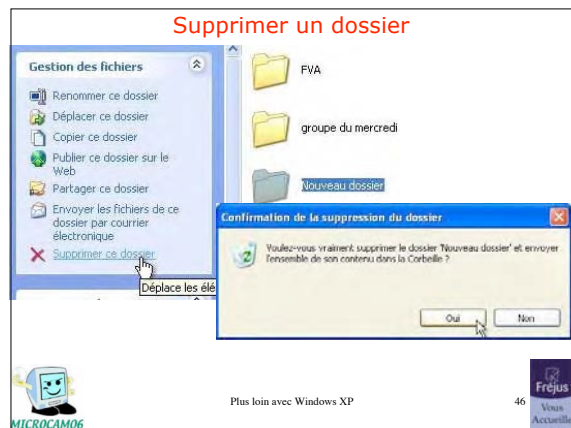 Supprimer un dossier
Gestion des fichiers
Renommer ce dossier
Déplacer ce dossier
Copier ce dossier
Publier ce dossier sur le
Web
Partager ce dossier
Envoyer les fichiers de ce
dossier par courrier
électronique
Supprimer ce dossier
Déplace les élé
FVA
groupe du mercredi
Nouveau dossier
Confirmation de la suppression du dossier
Voulez-vous vraiment supprimer le dossier 'Nouveau dossier' et envoyer
l'ensemble de son contenu dans la Corbeille ?
Oui
Non
MICROCAM06
Plus loin avec Windows XP
46
Fréjus
Vous
Accueille